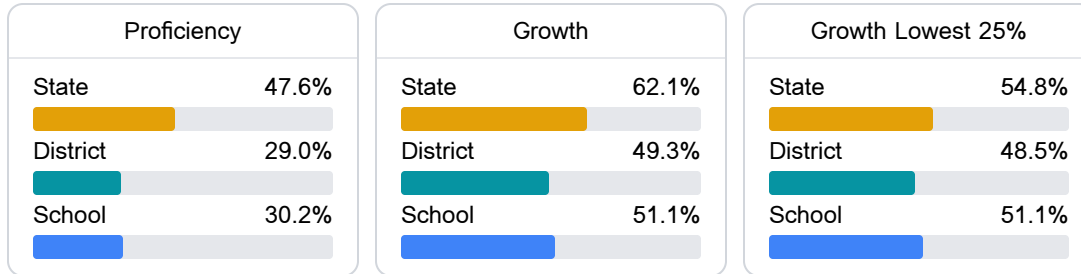 Proficiency
State 47.6%
District 29.0%
School 30.2%
Growth
State 62.1%
District 49.3%
School 51.1%
Growth Lowest 25%
State 54.8%
District 48.5%
School 51.1%